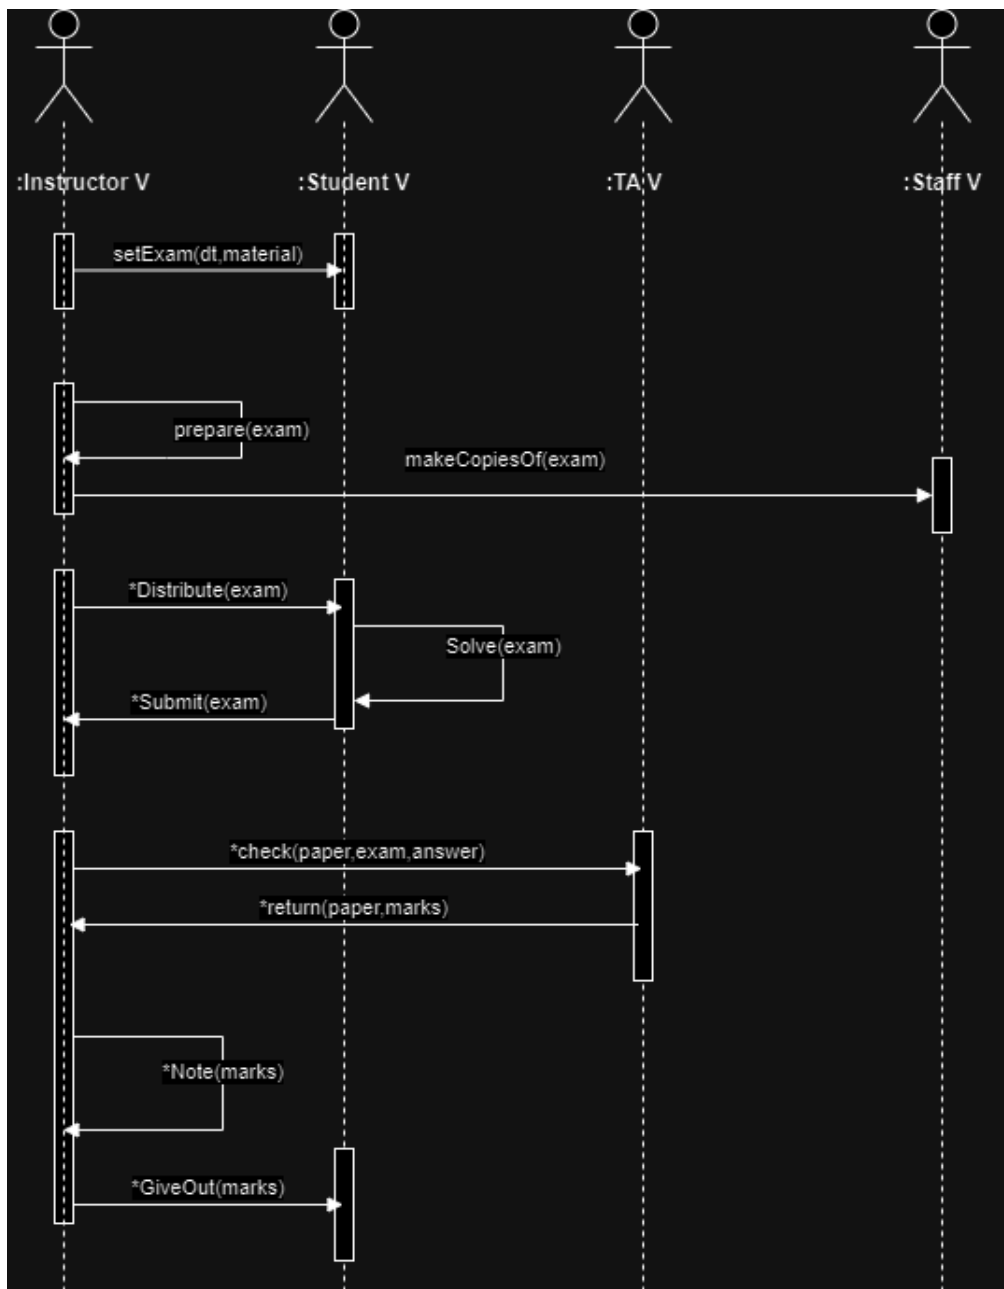 :Instructor V
:Student V
:TA V
:Staff V
setExam(dt,material)
prepare(exam)
makeCopiesOf(exam)
*Distribute(exam)
Solve(exam)
*Submit(exam)
*check(paper,exam,answer)
*return(paper,marks)
*Note(marks)
*GiveOut(marks)